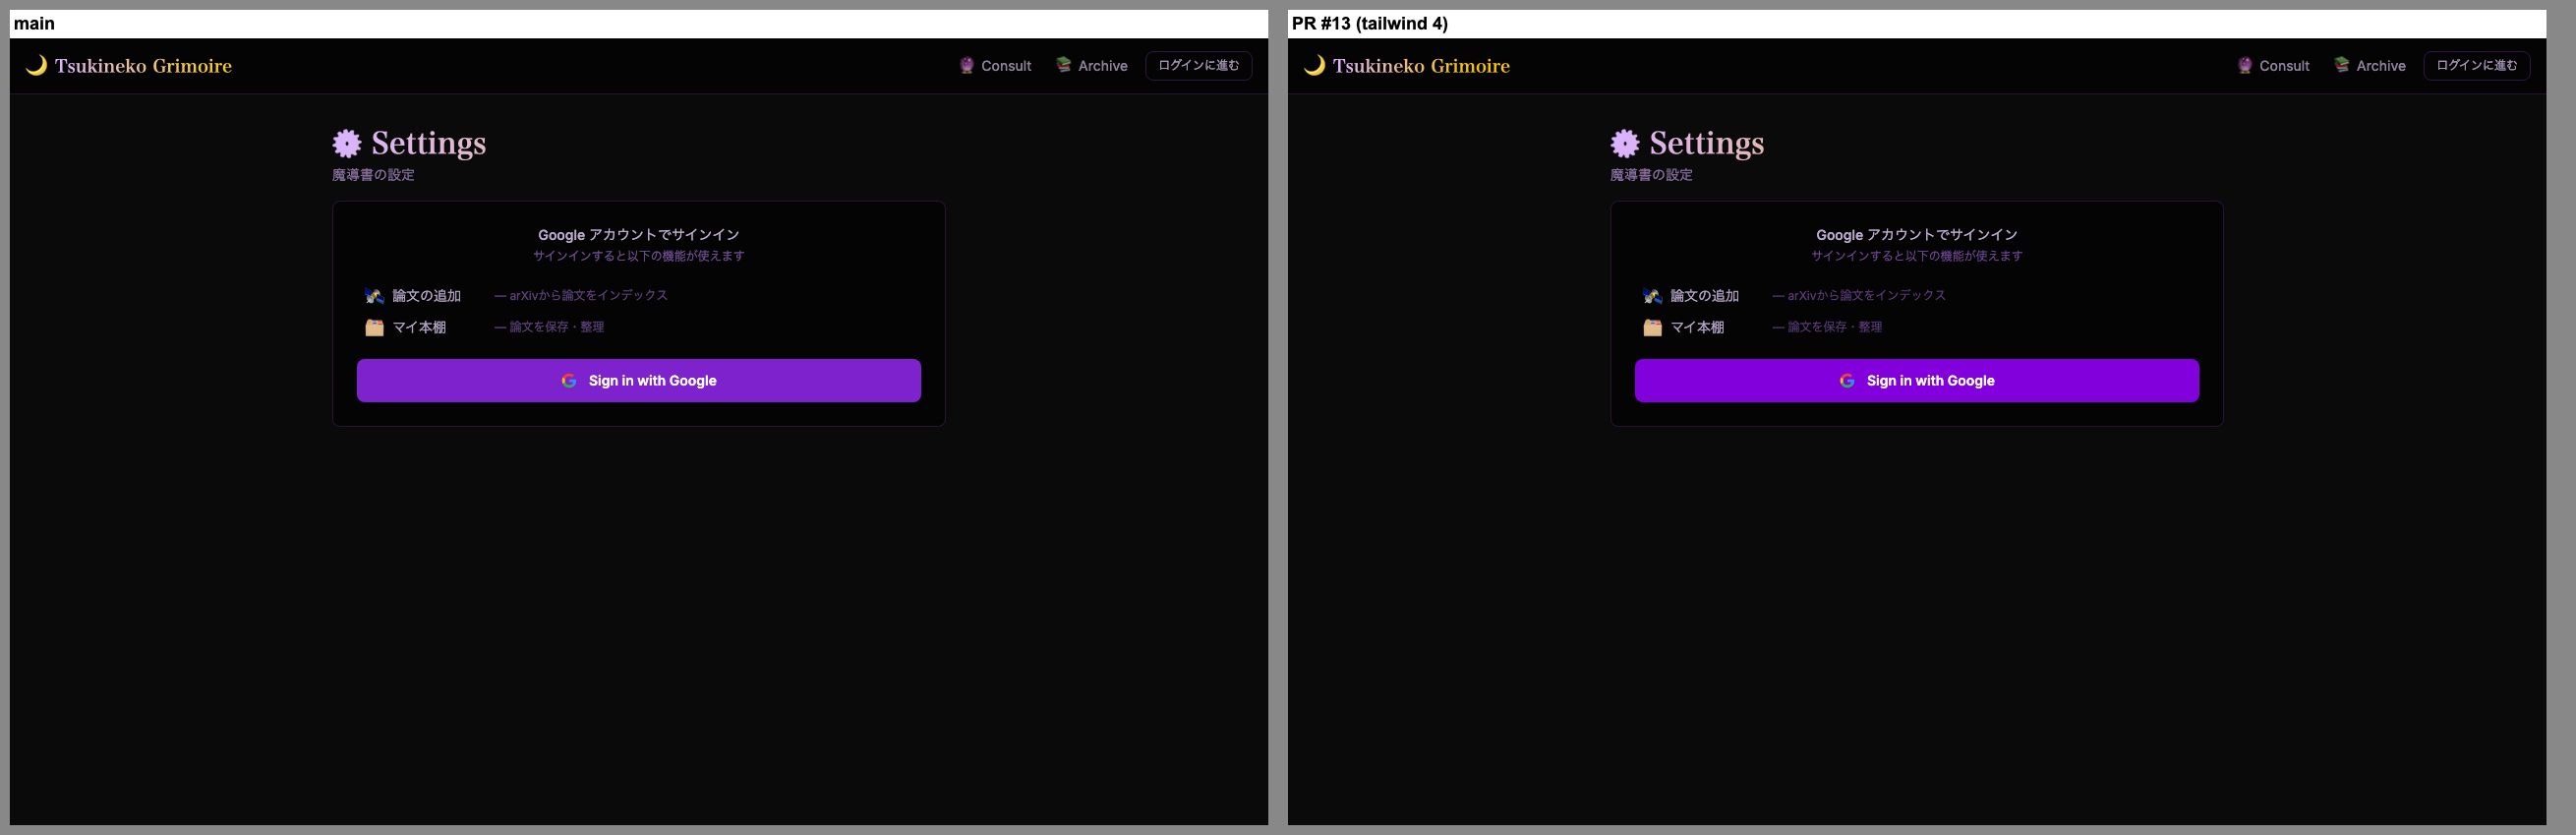 main
Tsukineko Grimoire
Consult
Archive
ログインに進む
Settings
魔導書の設定
Google アカウントでサインイン
サインインすると以下の機能が使えます
論文の追加 — arXivから論文をインデックス
マイ本棚 — 論文を保存・整理
Sign in with Google
PR #13 (tailwind 4)
Tsukineko Grimoire
Consult
Archive
ログインに進む
Settings
魔導書の設定
Google アカウントでサインイン
サインインすると以下の機能が使えます
論文の追加 — arXivから論文をインデックス
マイ本棚 — 論文を保存・整理
Sign in with Google